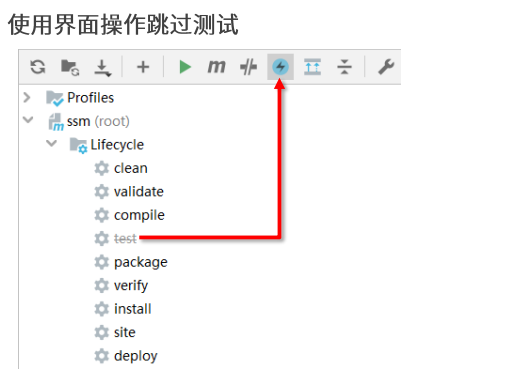 使用界面操作跳过测试
Profiles
ssm (root)
Lifecycle
clean
validate
compile
test
package
verify
install
site
deploy